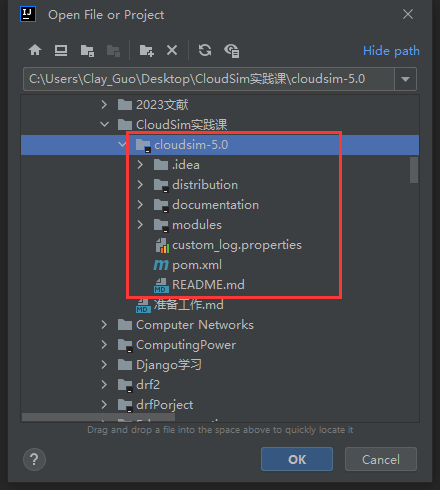 Open File or Project
Hide path
C:\Users\Clay_Guo\Desktop\CloudSim实践课\cloudsim-5.0
2023文献
CloudSim实践课
cloudsim-5.0
.idea
distribution
documentation
modules
custom_log.properties
pom.xml
README.md
准备工作.md
Computer Networks
ComputingPower
Django学习
drf2
drfPorject
Drag and drop a file into the space above to quickly locate it
OK
Cancel